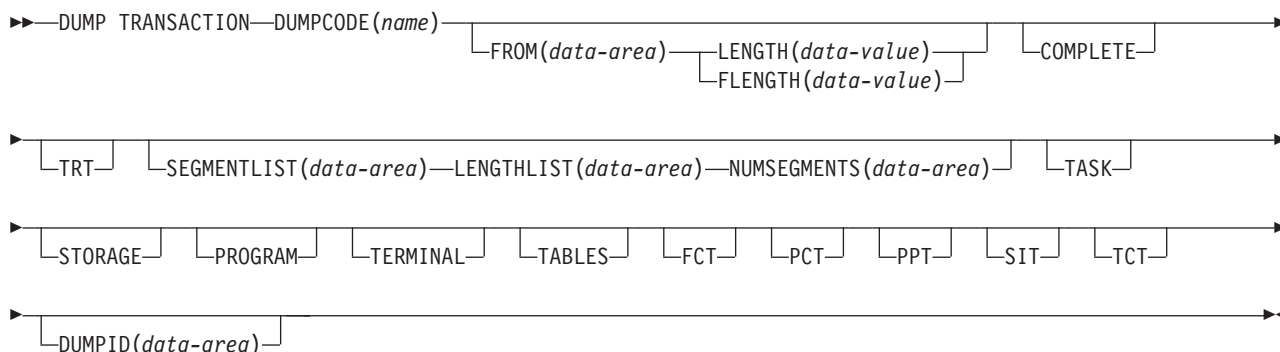 DUMP TRANSACTION DUMPCODE(name)
FROM(data-area) LENGTH(data-value) COMPLETE
FLENGTH(data-value)
TRT SEGMENTLIST(data-area) LENGTHLIST(data-area) NUMSEGMENTS(data-area) TASK
STORAGE PROGRAM TERMINAL TABLES FCT PCT PPT SIT TCT
DUMPID(data-area)